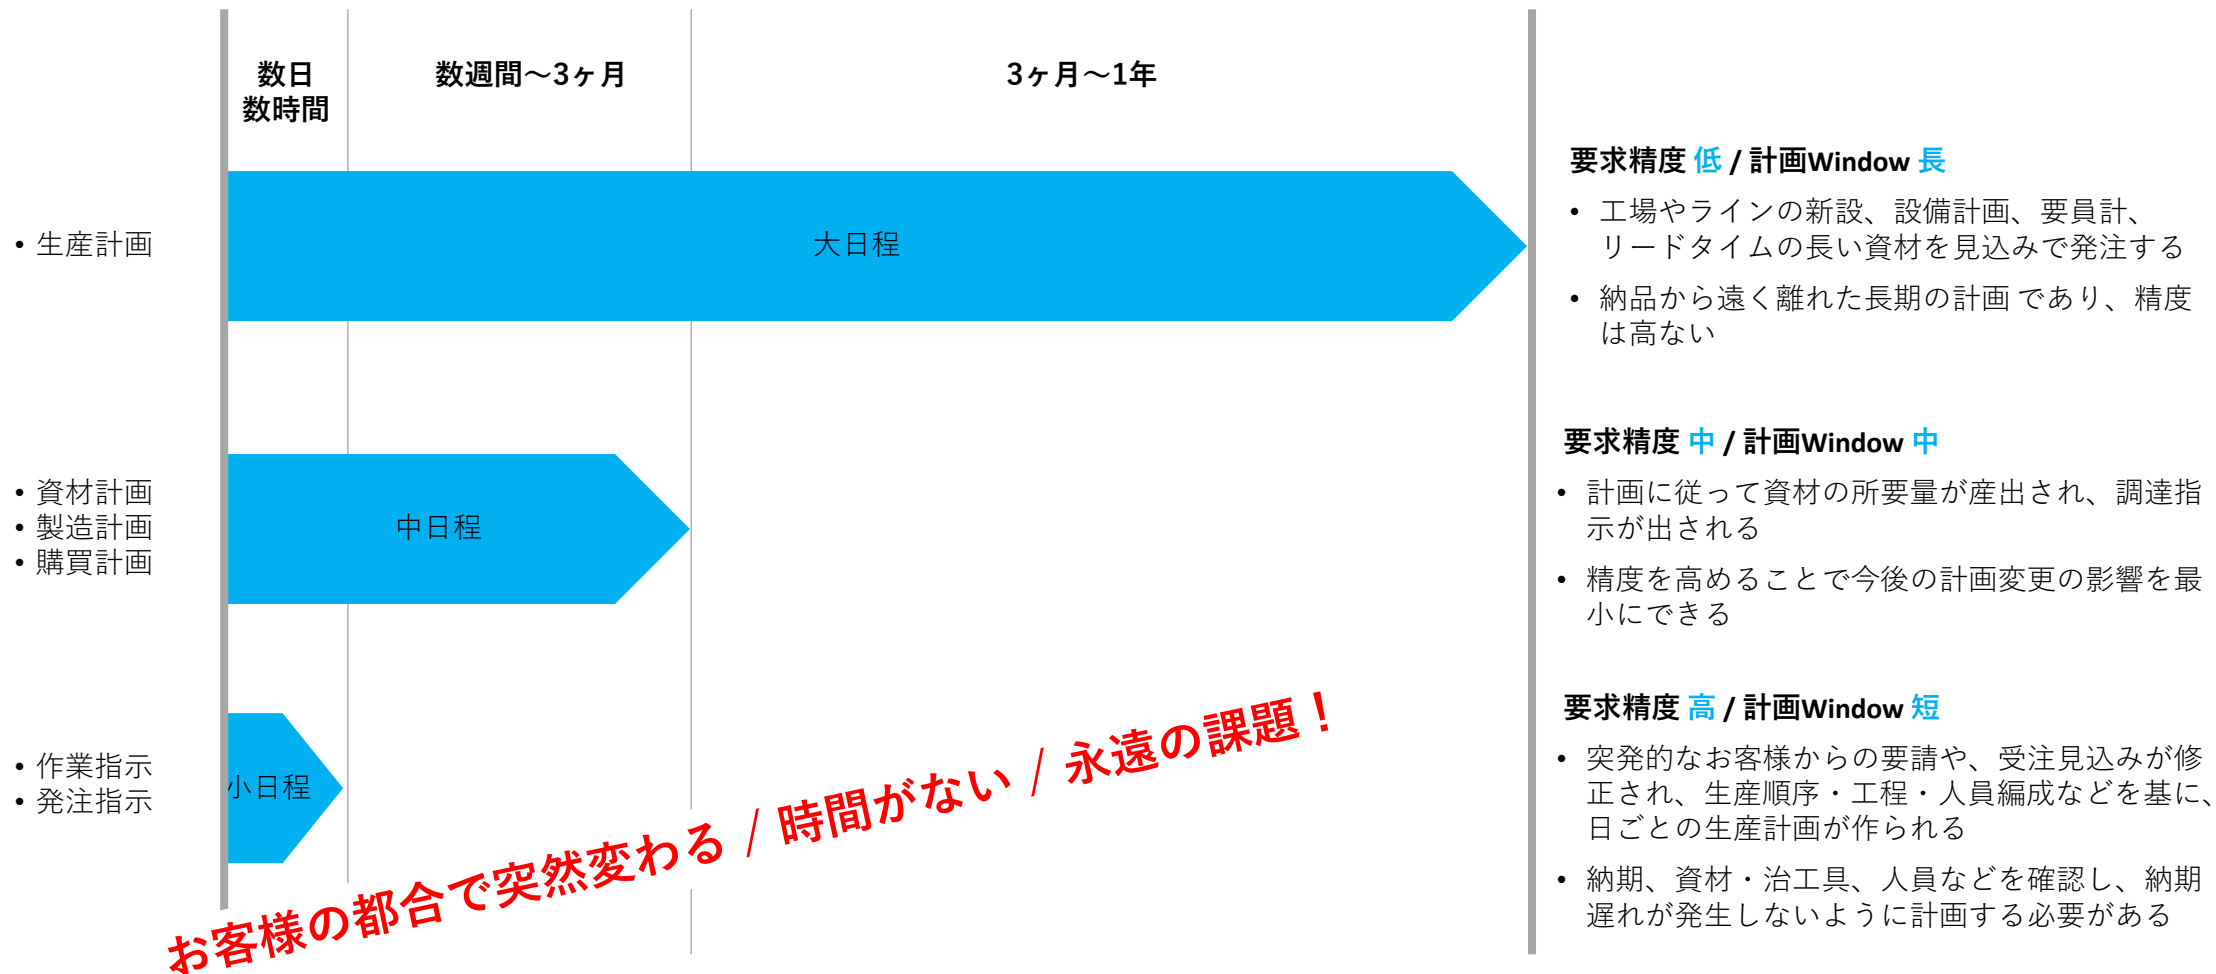 数日
数時間
数週間～3ヶ月
3ヶ月～1年
• 生産計画
大日程
要求精度 低 / 計画Window 長
• 工場やラインの新設、設備計画、要員計、
リードタイムの長い資材を見込みで発注する
• 納品から遠く離れた長期の計画 であり、精度
は高ない
• 資材計画
• 製造計画
• 購買計画
中日程
要求精度 中 / 計画Window 中
• 計画に従って資材の所要量が産出され、調達指
示が出される
• 精度を高めることで今後の計画変更の影響を最
小にできる
• 作業指示
• 発注指示
小日程
お客様の都合で突然変わる / 時間がない / 永遠の課題！
要求精度 高 / 計画Window 短
• 突発的なお客様からの要請や、受注見込みが修
正され、生産順序・工程・人員編成などを基に、
日ごとの生産計画が作られる
• 納期、資材・治工具、人員などを確認し、納期
遅れが発生しないように計画する必要がある